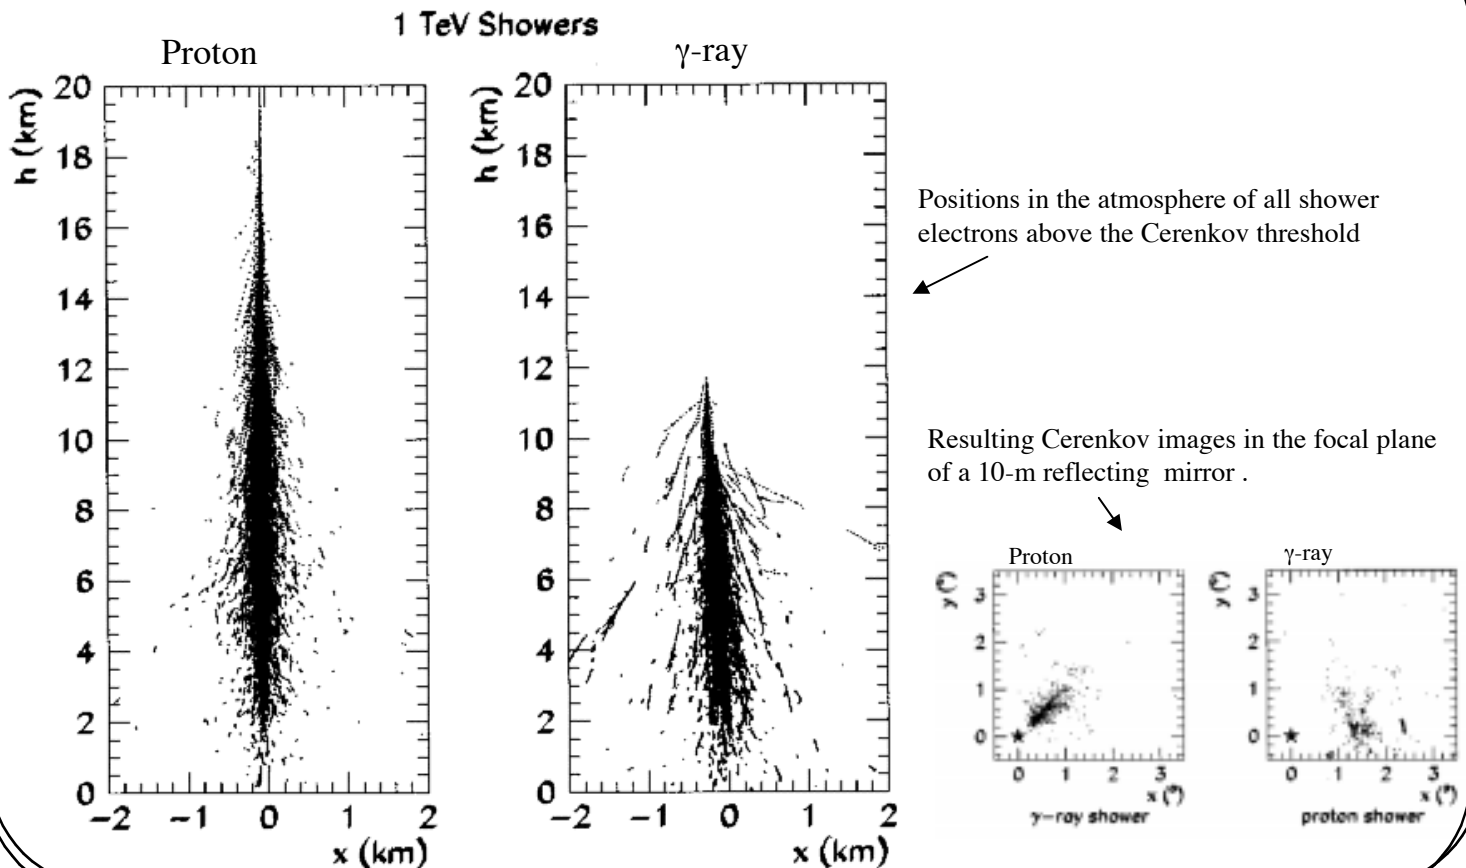 1 TeV Showers
Proton
γ-ray
h (km)
20
18
16
14
12
10
8
6
4
2
0
−2 −1 0 1 2
x (km)
h (km)
20
18
16
14
12
10
8
6
4
2
0
−2 −1 0 1 2
x (km)
Positions in the atmosphere of all shower
electrons above the Cerenkov threshold
Resulting Cerenkov images in the focal plane
of a 10-m reflecting mirror .
Proton
y (°)
3
2
1
0
0 1 2 3
x (°)
γ-ray shower
γ-ray
y (°)
3
2
1
0
0 1 2 3
x (°)
proton shower